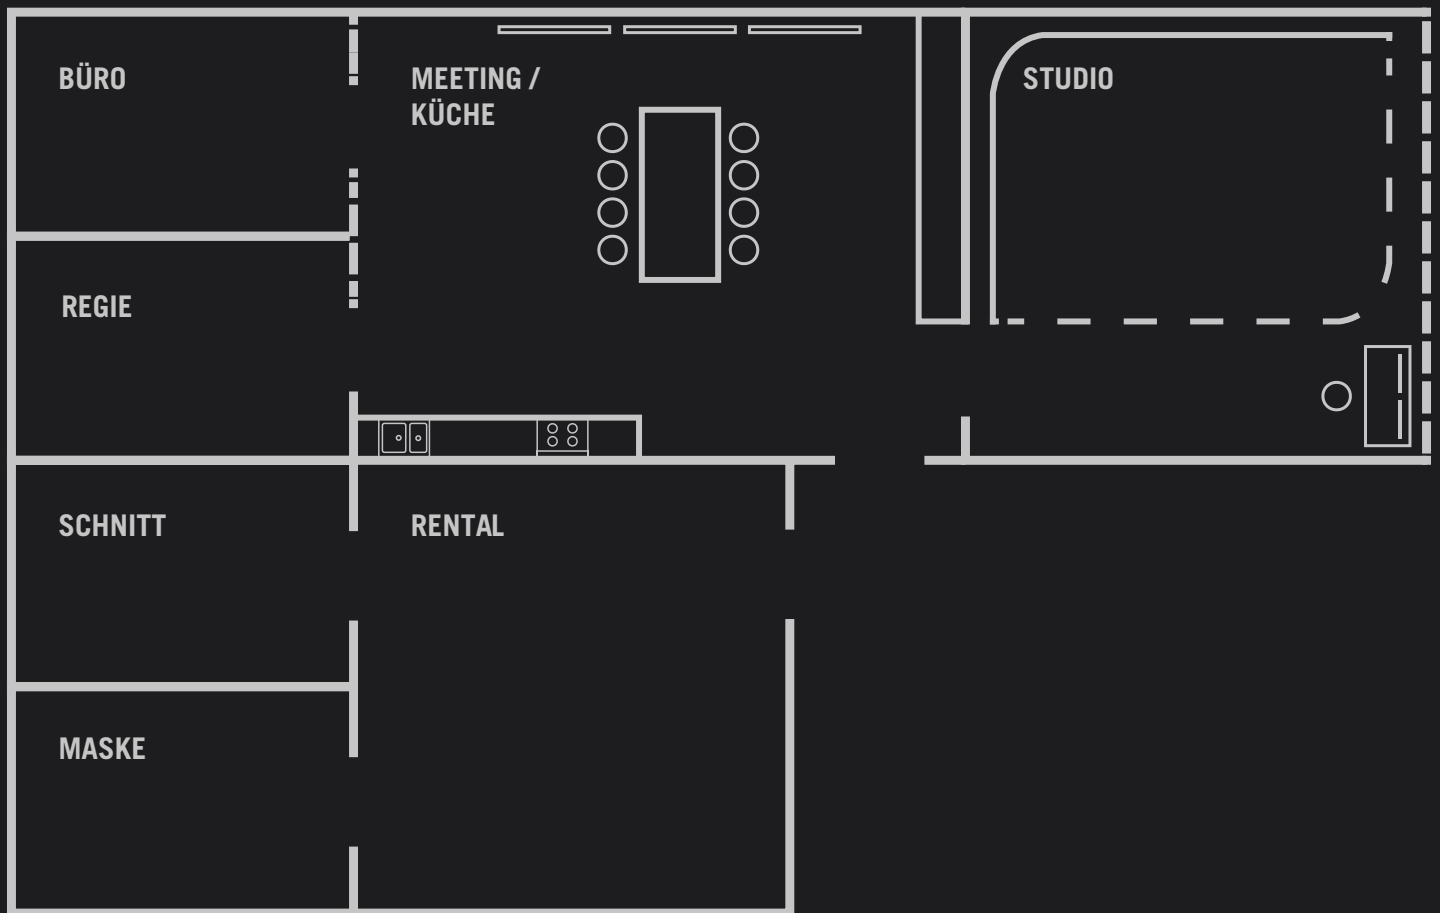 BÜRO
MEETING /
KÜCHE
STUDIO
REGIE
SCHNITT
RENTAL
MASKE